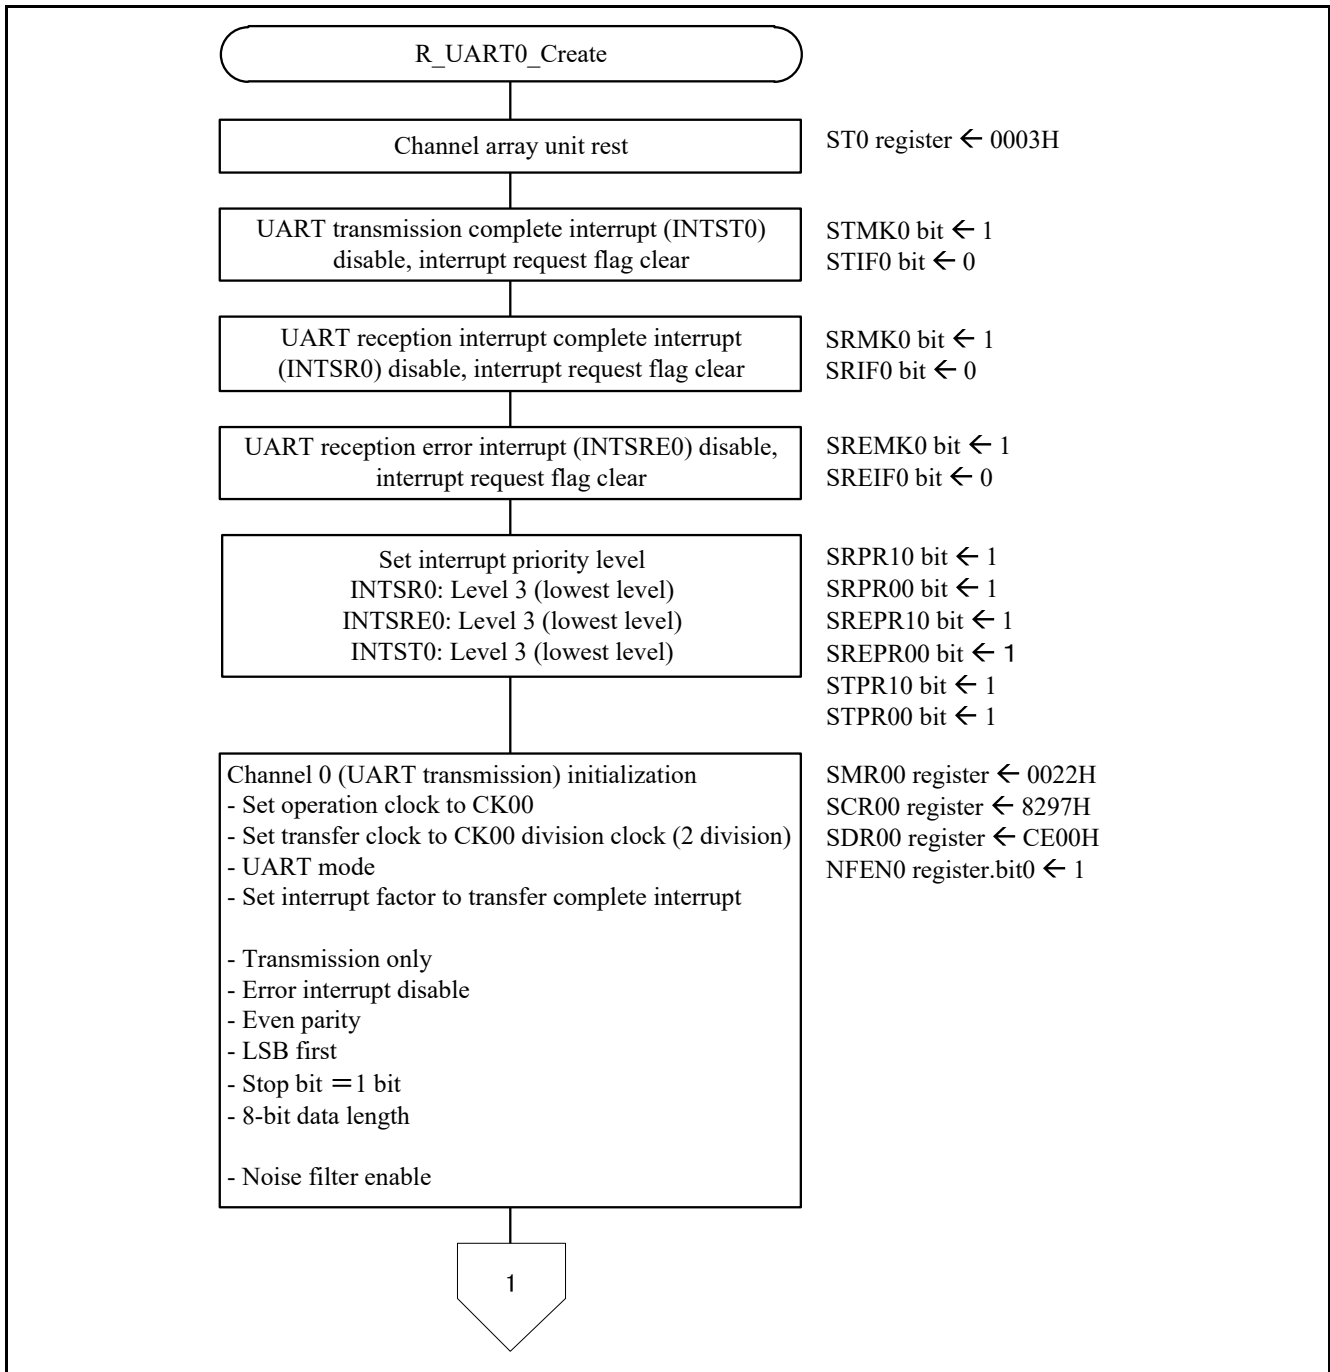 R_UART0_Create
Channel array unit rest
ST0 register ← 0003H
UART transmission complete interrupt (INTST0)
disable, interrupt request flag clear
STMK0 bit ← 1
STIF0 bit ← 0
UART reception interrupt complete interrupt
(INTSR0) disable, interrupt request flag clear
SRMK0 bit ← 1
SRIF0 bit ← 0
UART reception error interrupt (INTSRE0) disable,
interrupt request flag clear
SREMK0 bit ← 1
SREIF0 bit ← 0
Set interrupt priority level
INTSR0: Level 3 (lowest level)
INTSRE0: Level 3 (lowest level)
INTST0: Level 3 (lowest level)
SRPR10 bit ← 1
SRPR00 bit ← 1
SREPR10 bit ← 1
SREPR00 bit ← 1
STPR10 bit ← 1
STPR00 bit ← 1
Channel 0 (UART transmission) initialization
- Set operation clock to CK00
- Set transfer clock to CK00 division clock (2 division)
- UART mode
- Set interrupt factor to transfer complete interrupt
- Transmission only
- Error interrupt disable
- Even parity
- LSB first
- Stop bit ＝1 bit
- 8-bit data length
- Noise filter enable
SMR00 register ← 0022H
SCR00 register ← 8297H
SDR00 register ← CE00H
NFEN0 register.bit0 ← 1
1